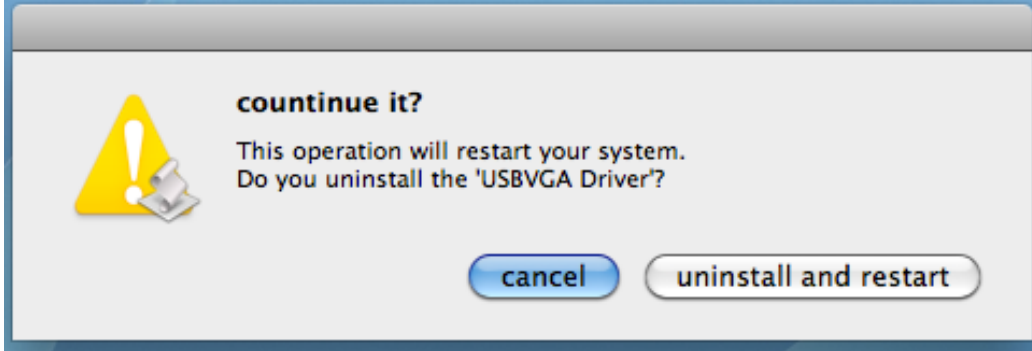 countinue it?
This operation will restart your system.
Do you uninstall the 'USBVGA Driver'?
cancel
uninstall and restart